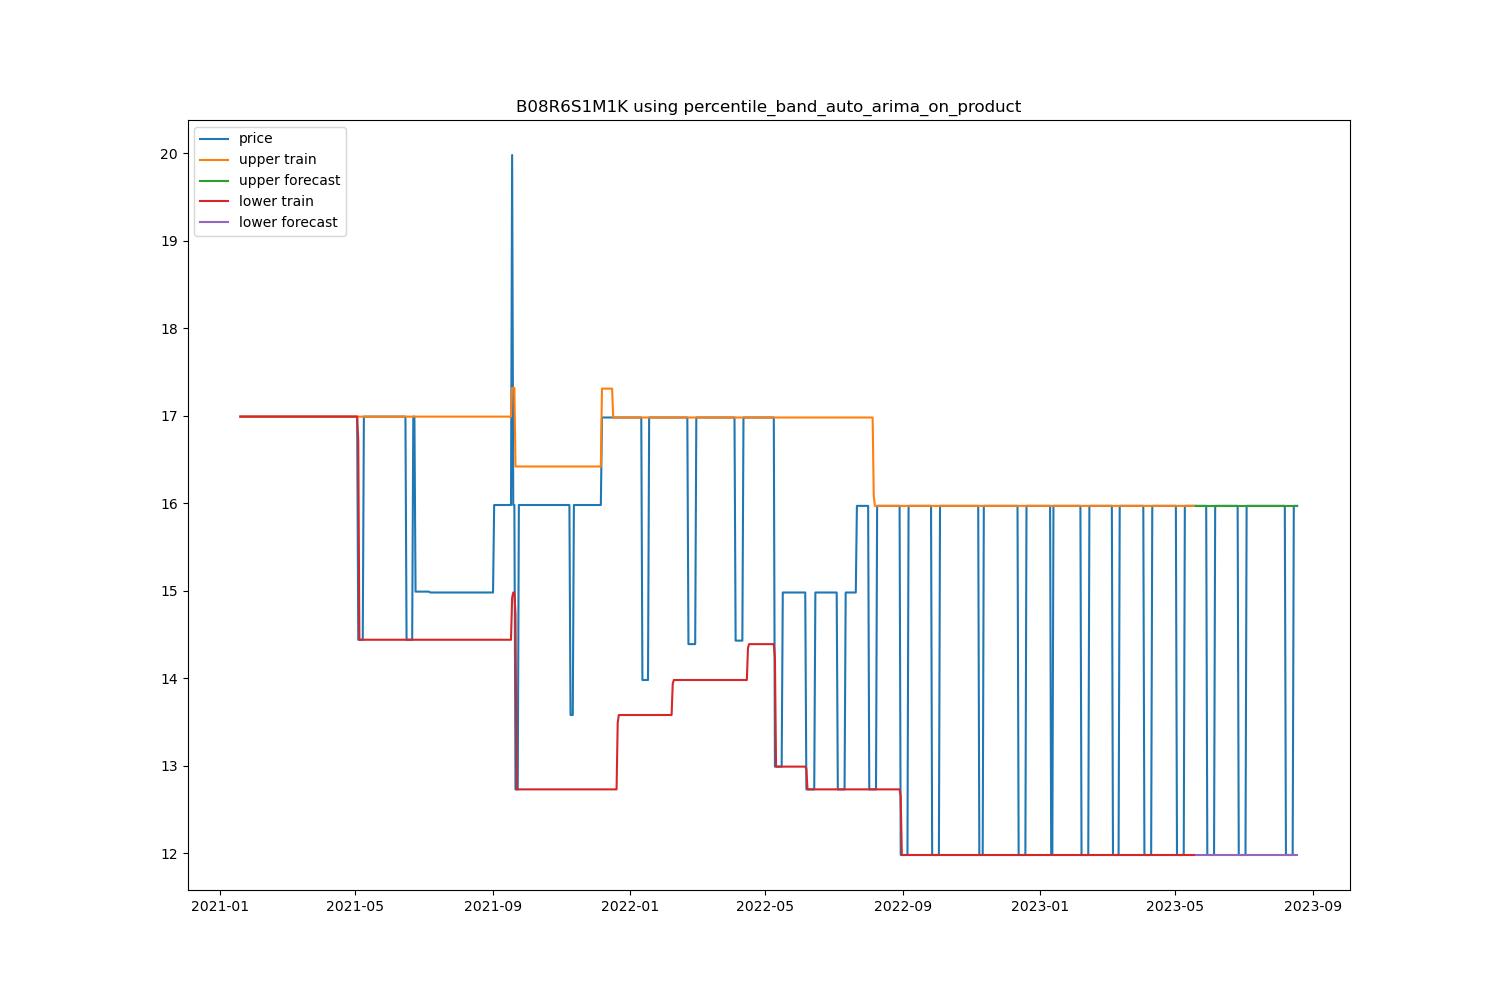 B08R6S1M1K using percentile_band_auto_arima_on_product
price
upper train
upper forecast
lower train
lower forecast
20
19
18
17
16
15
14
13
12
2021-01 2021-05 2021-09 2022-01 2022-05 2022-09 2023-01 2023-05 2023-09